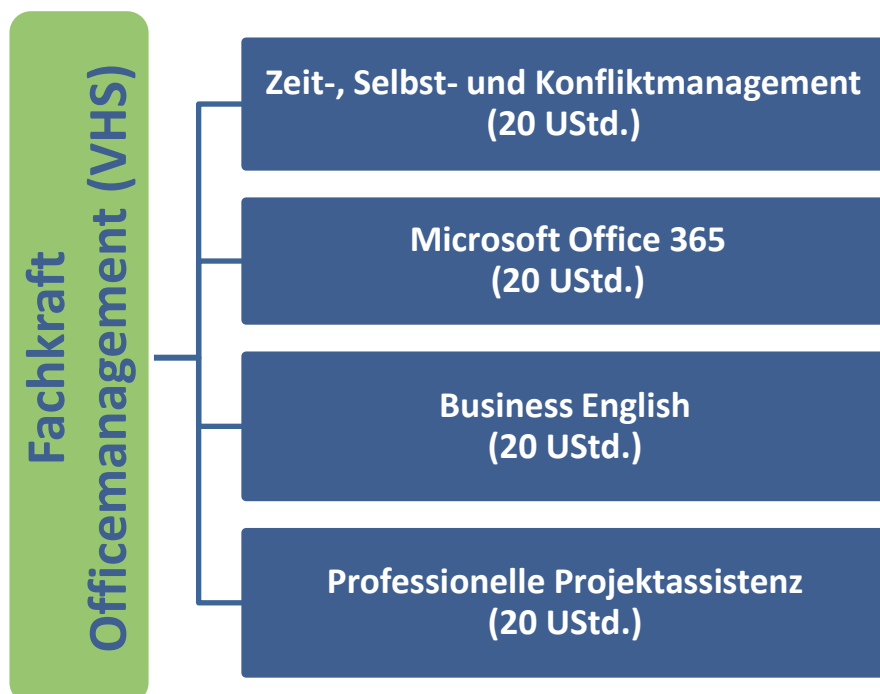 Fachkraft
Officemanagement (VHS)
Zeit-, Selbst- und Konfliktmanagement
(20 UStd.)
Microsoft Office 365
(20 UStd.)
Business English
(20 UStd.)
Professionelle Projektassistenz
(20 UStd.)